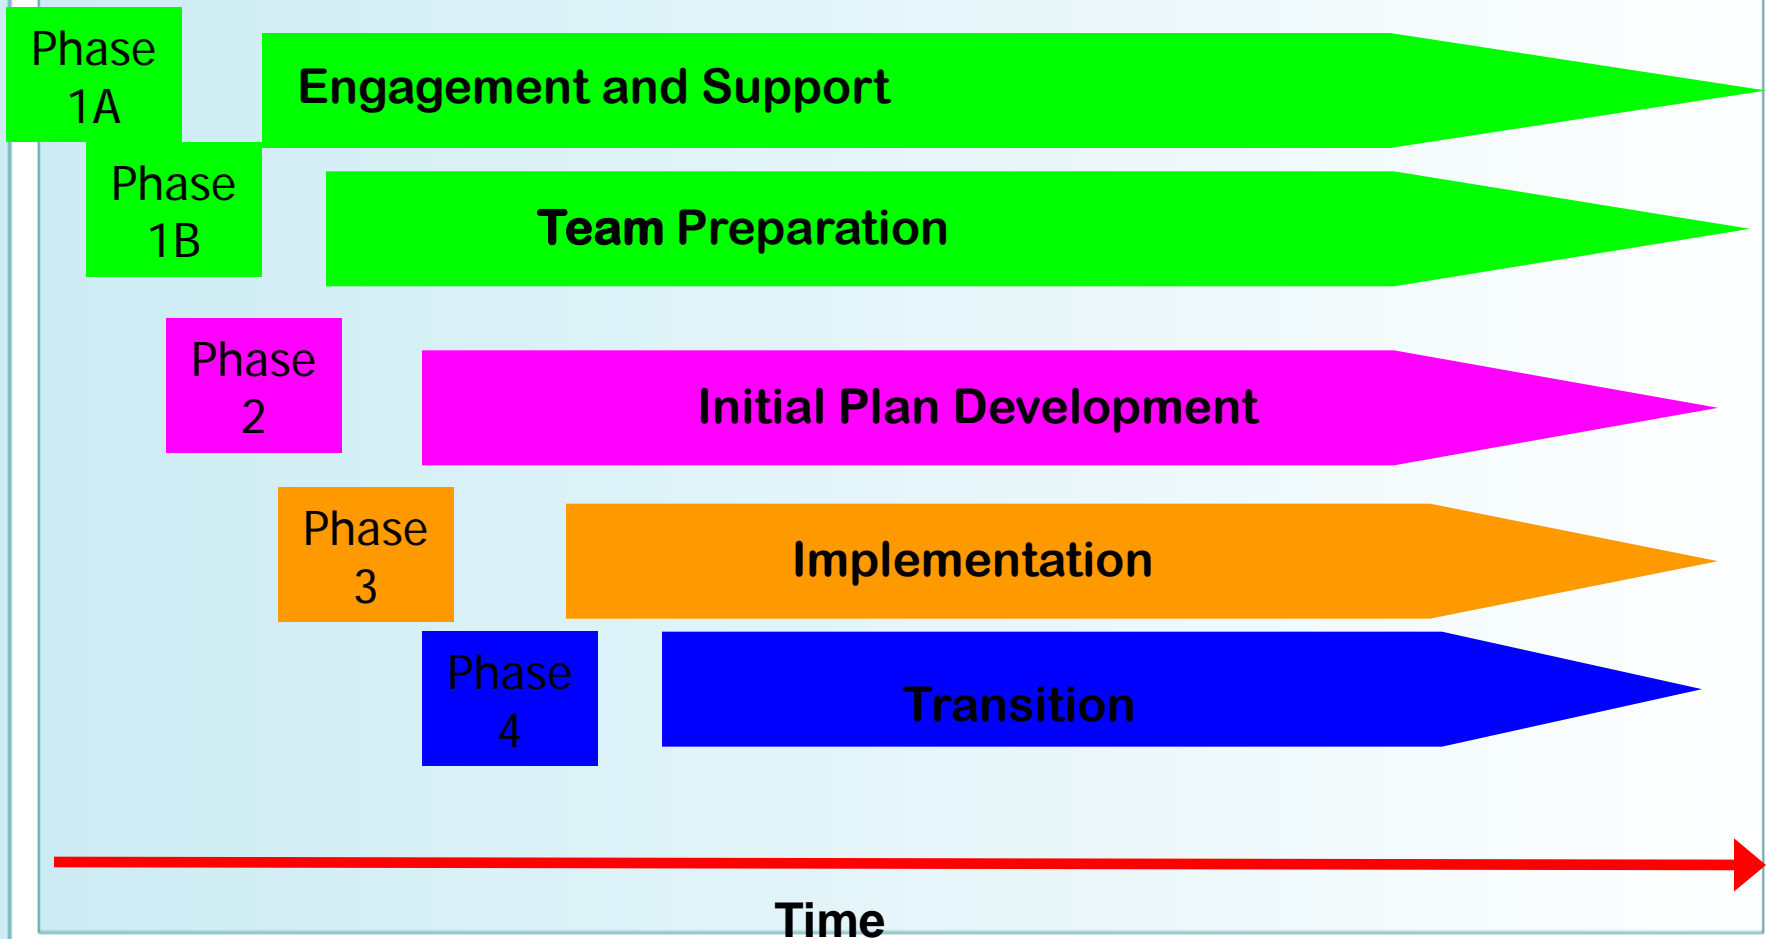 Phase
1A
Engagement and Support
Phase
1B
Team Preparation
Phase
2
Initial Plan Development
Phase
3
Implementation
Phase
4
Transition
Time